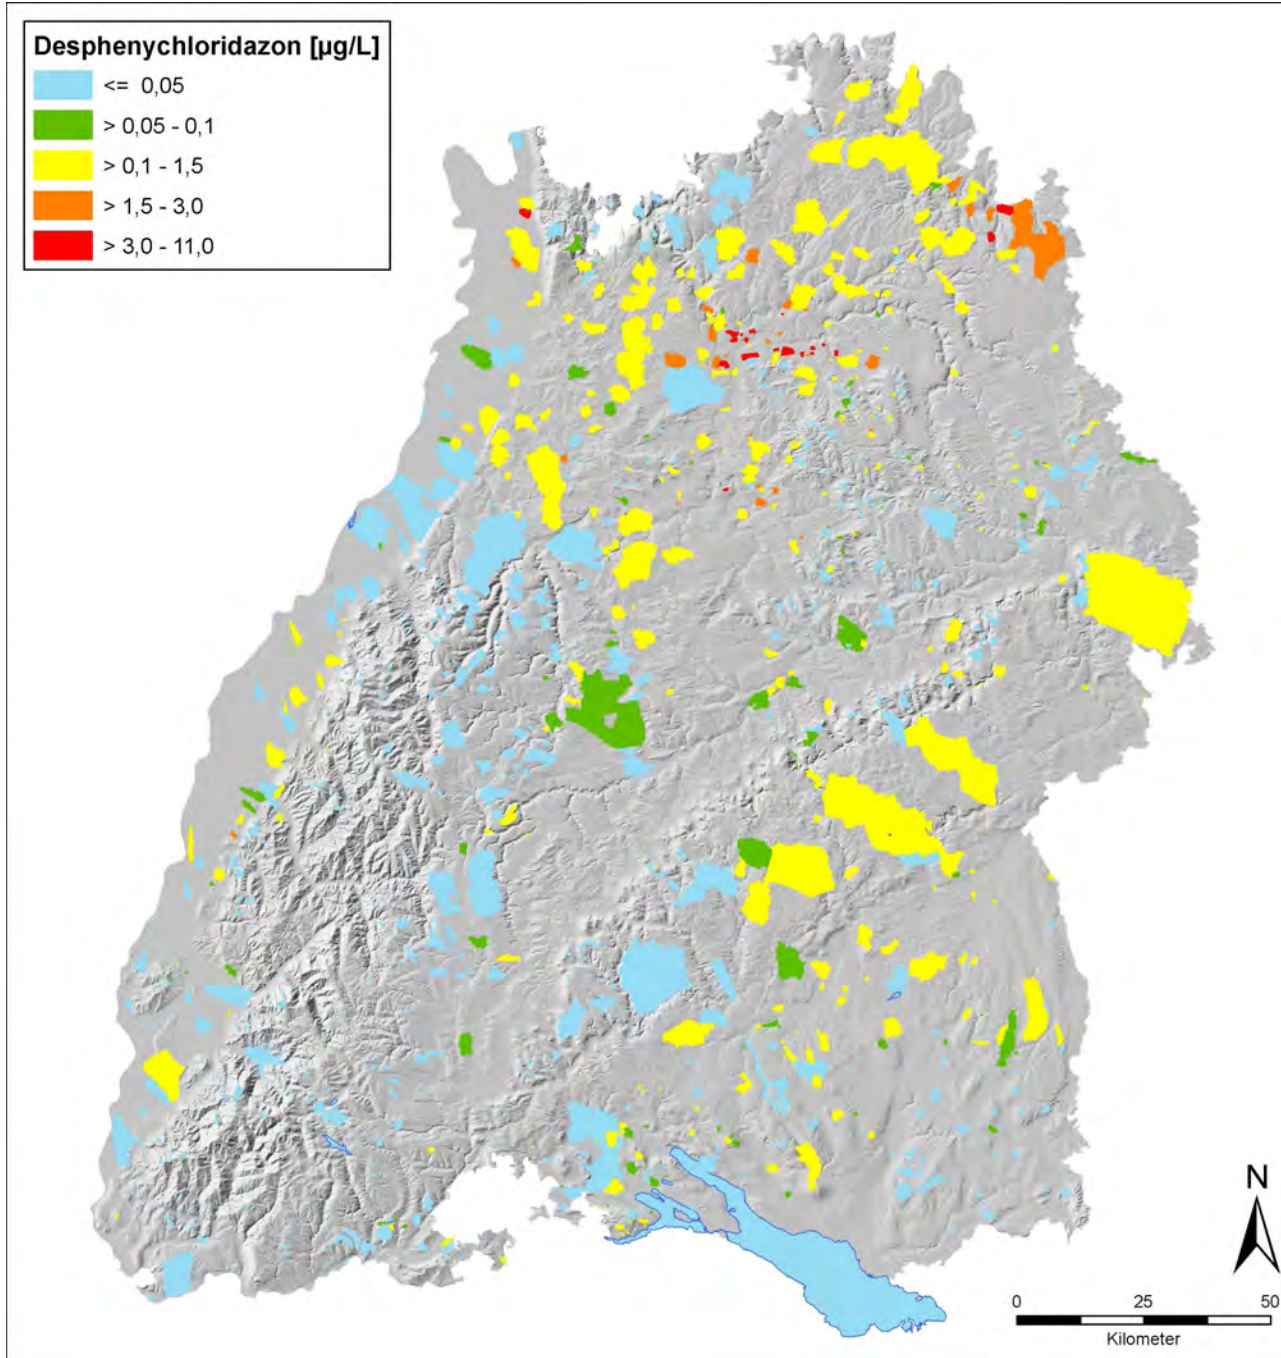 Desphenychloridazon [µg/L]
<= 0,05
> 0,05 - 0,1
> 0,1 - 1,5
> 1,5 - 3,0
> 3,0 - 11,0
N
0 25 50
Kilometer